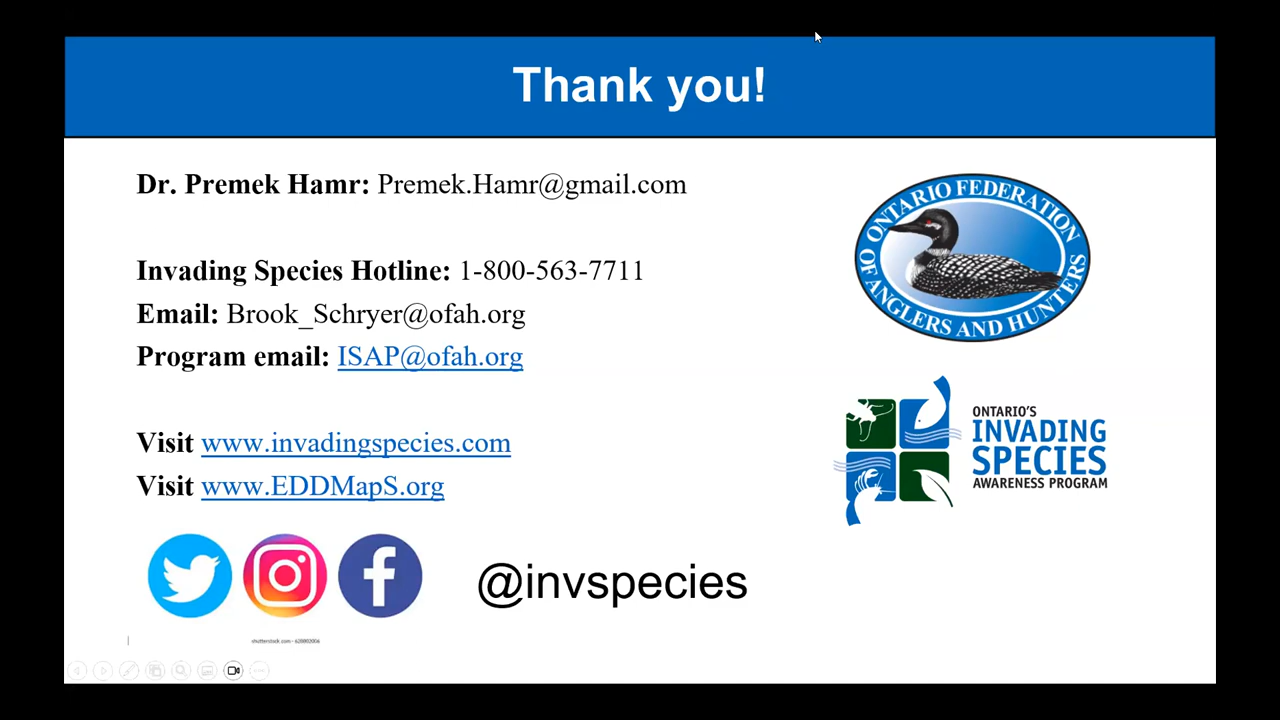 Thank you!
Dr. Premek Hamr: Premek.Hamr@gmail.com
Invading Species Hotline: 1-800-563-7711
Email: Brook_Schryer@ofah.org
Program email: ISAP@ofah.org
Visit www.invadingspecies.com
Visit www.EDDMapS.org
@invspecies
ONTARIO FEDERATION
OF ANGLERS AND HUNTERS
ONTARIO'S
INVADING
SPECIES
AWARENESS PROGRAM